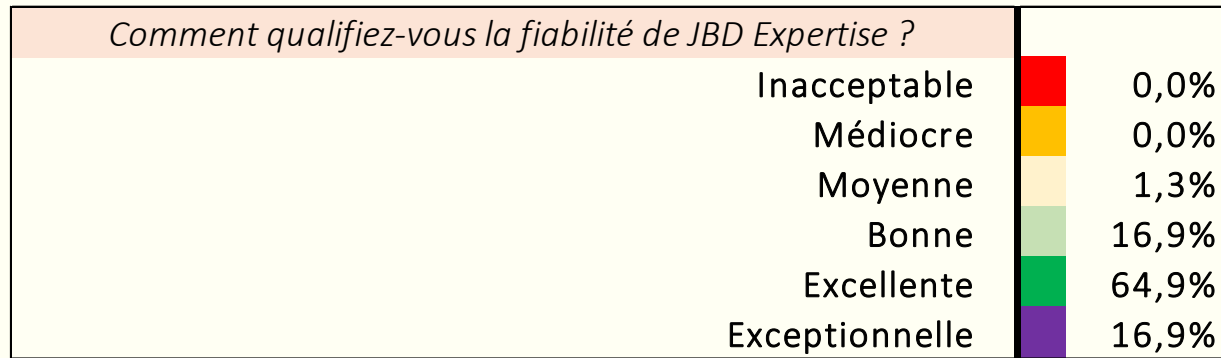 Comment qualifiez-vous la fiabilité de JBD Expertise ?
Inacceptable 0,0%
Médiocre 0,0%
Moyenne 1,3%
Bonne 16,9%
Excellente 64,9%
Exceptionnelle 16,9%